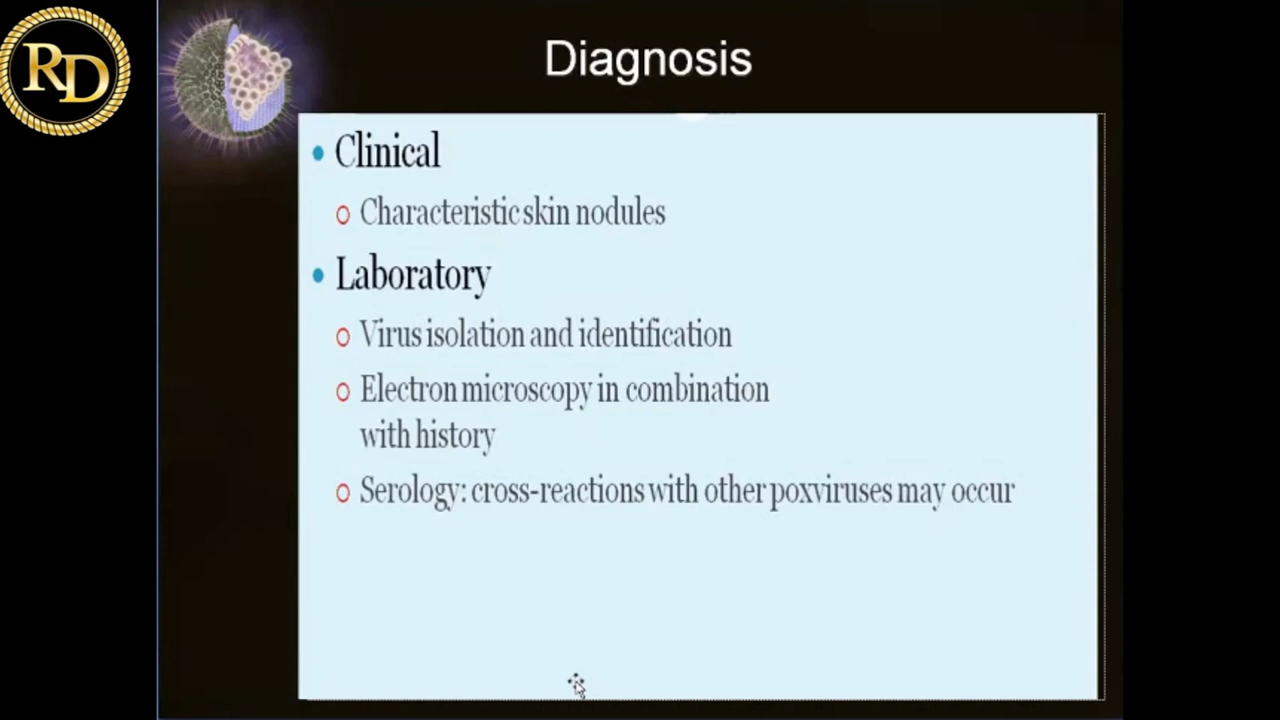 RD
Diagnosis
• Clinical
o Characteristic skin nodules
• Laboratory
o Virus isolation and identification
o Electron microscopy in combination
with history
o Serology: cross-reactions with other poxviruses may occur